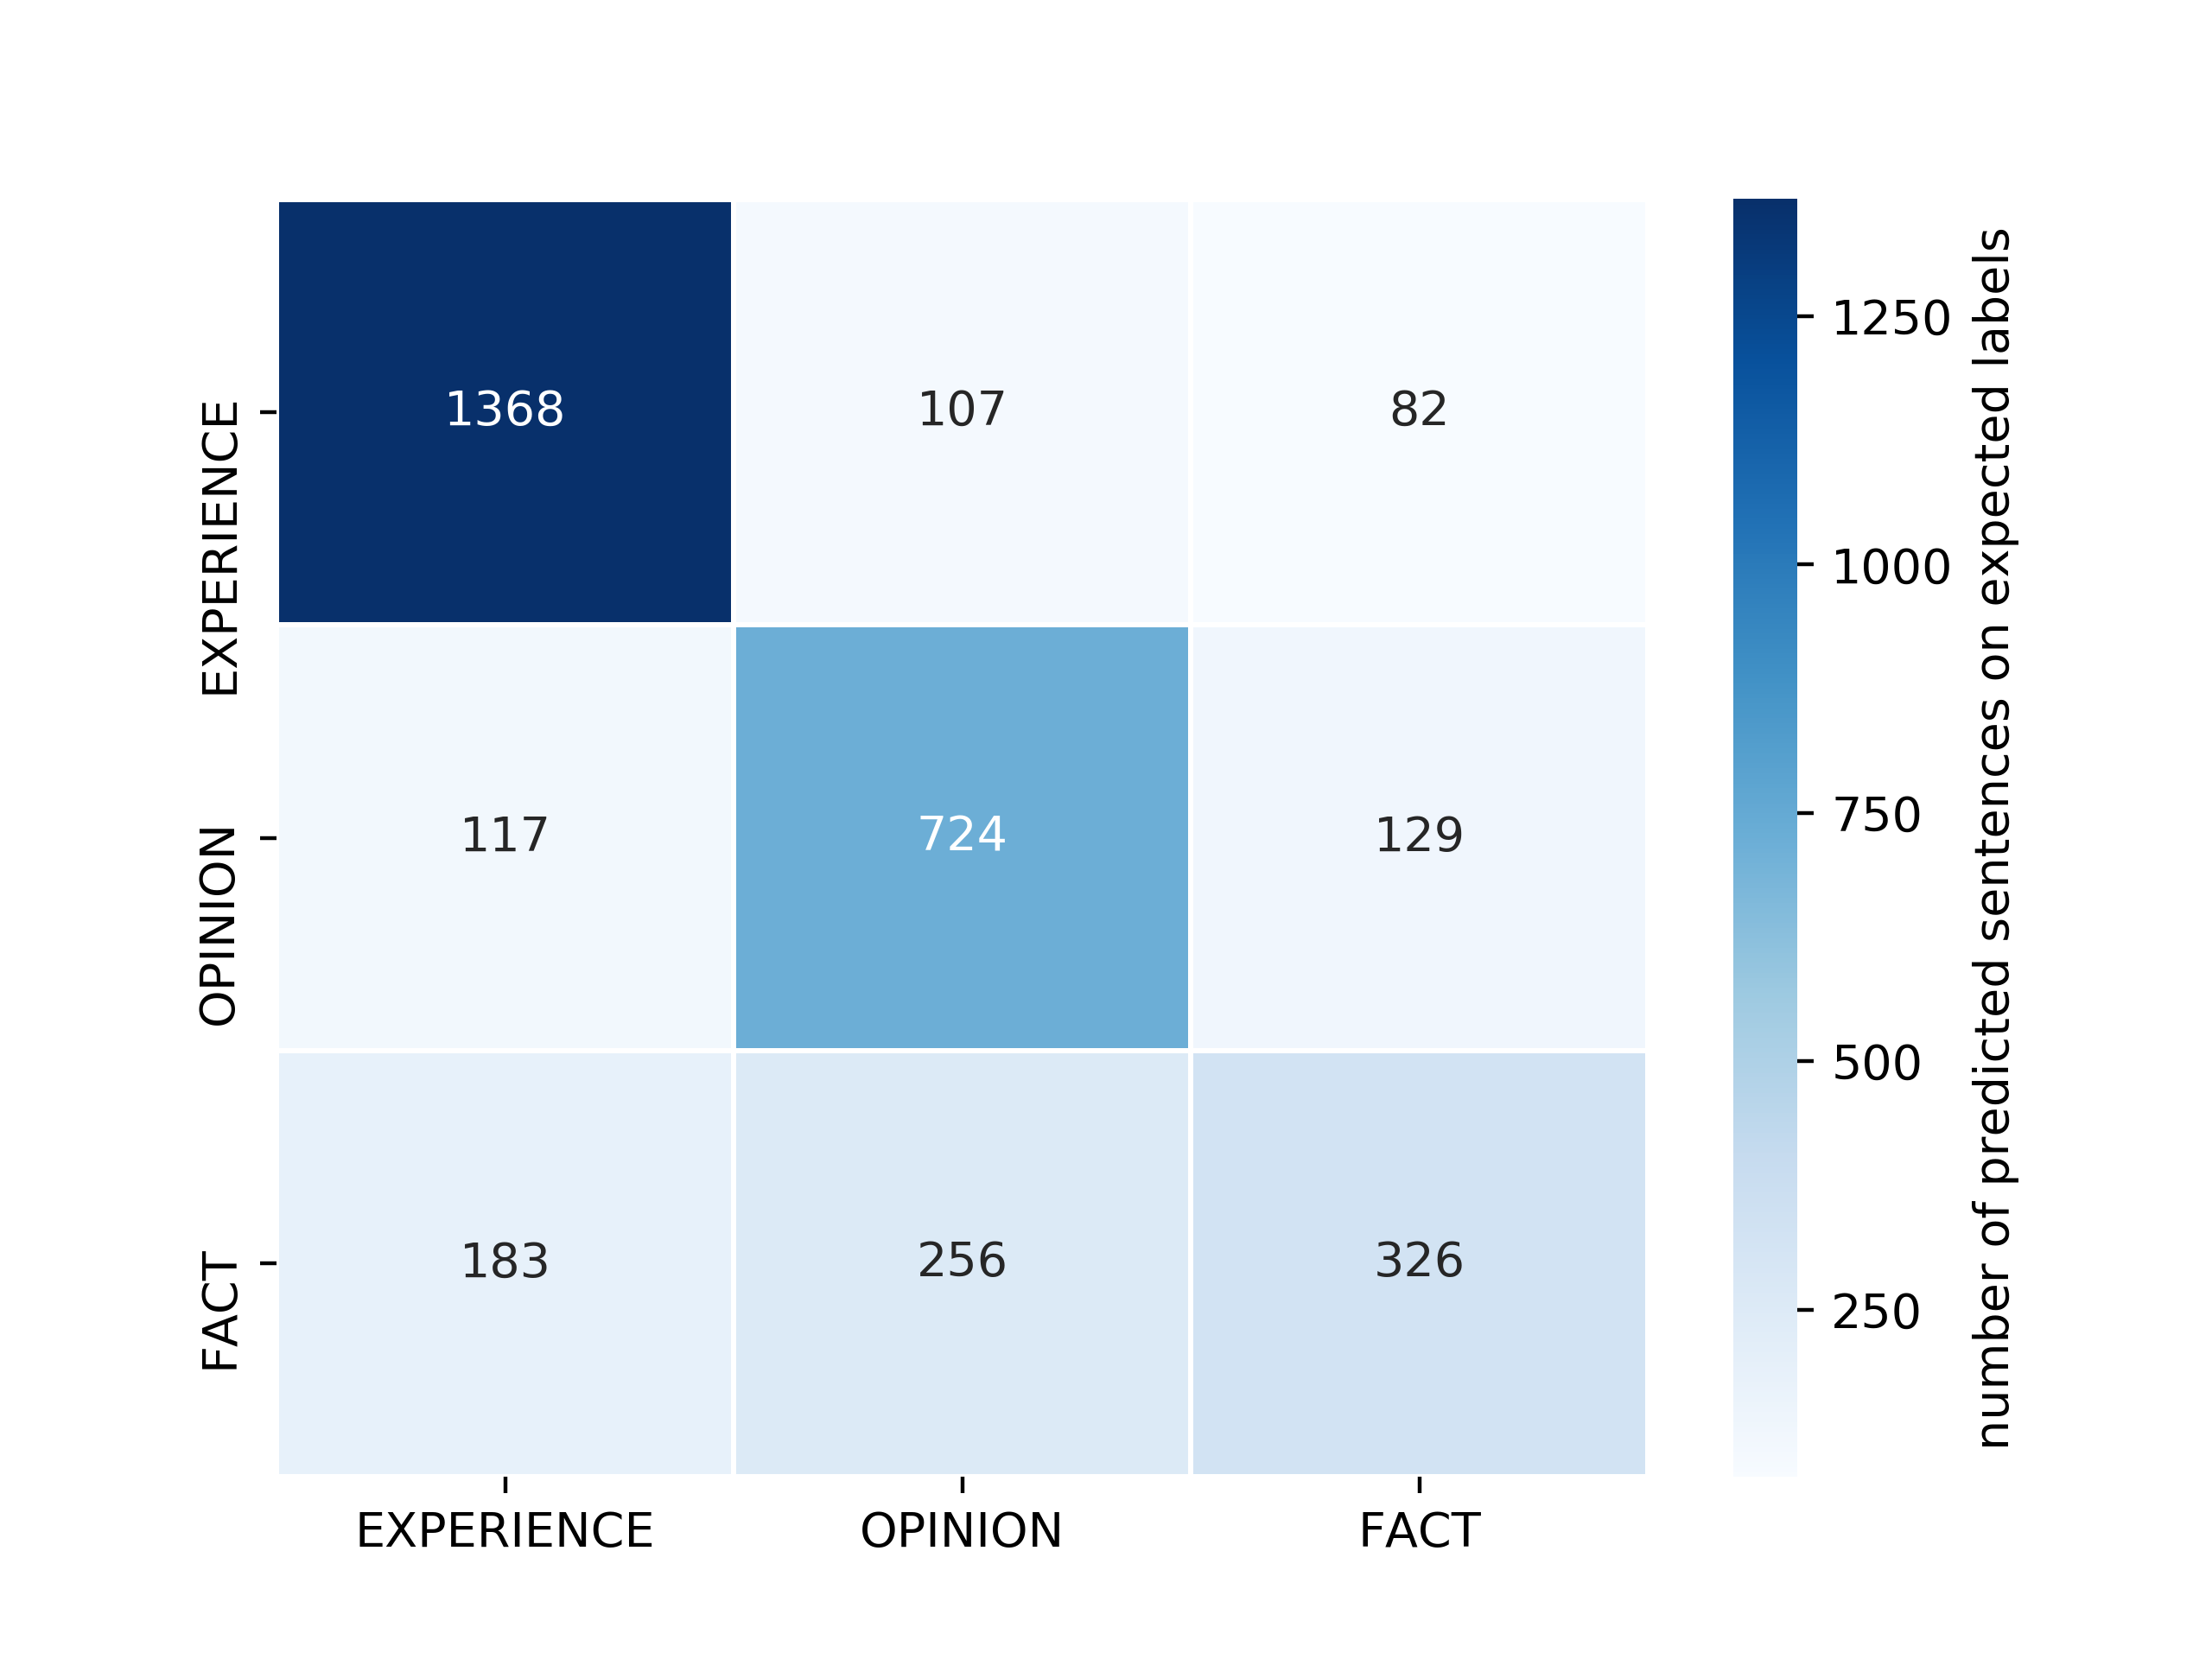 EXPERIENCE
1368
107
82
OPINION
117
724
129
FACT
183
256
326
EXPERIENCE
OPINION
FACT
1250
1000
750
500
250
number of predicted sentences on expected labels